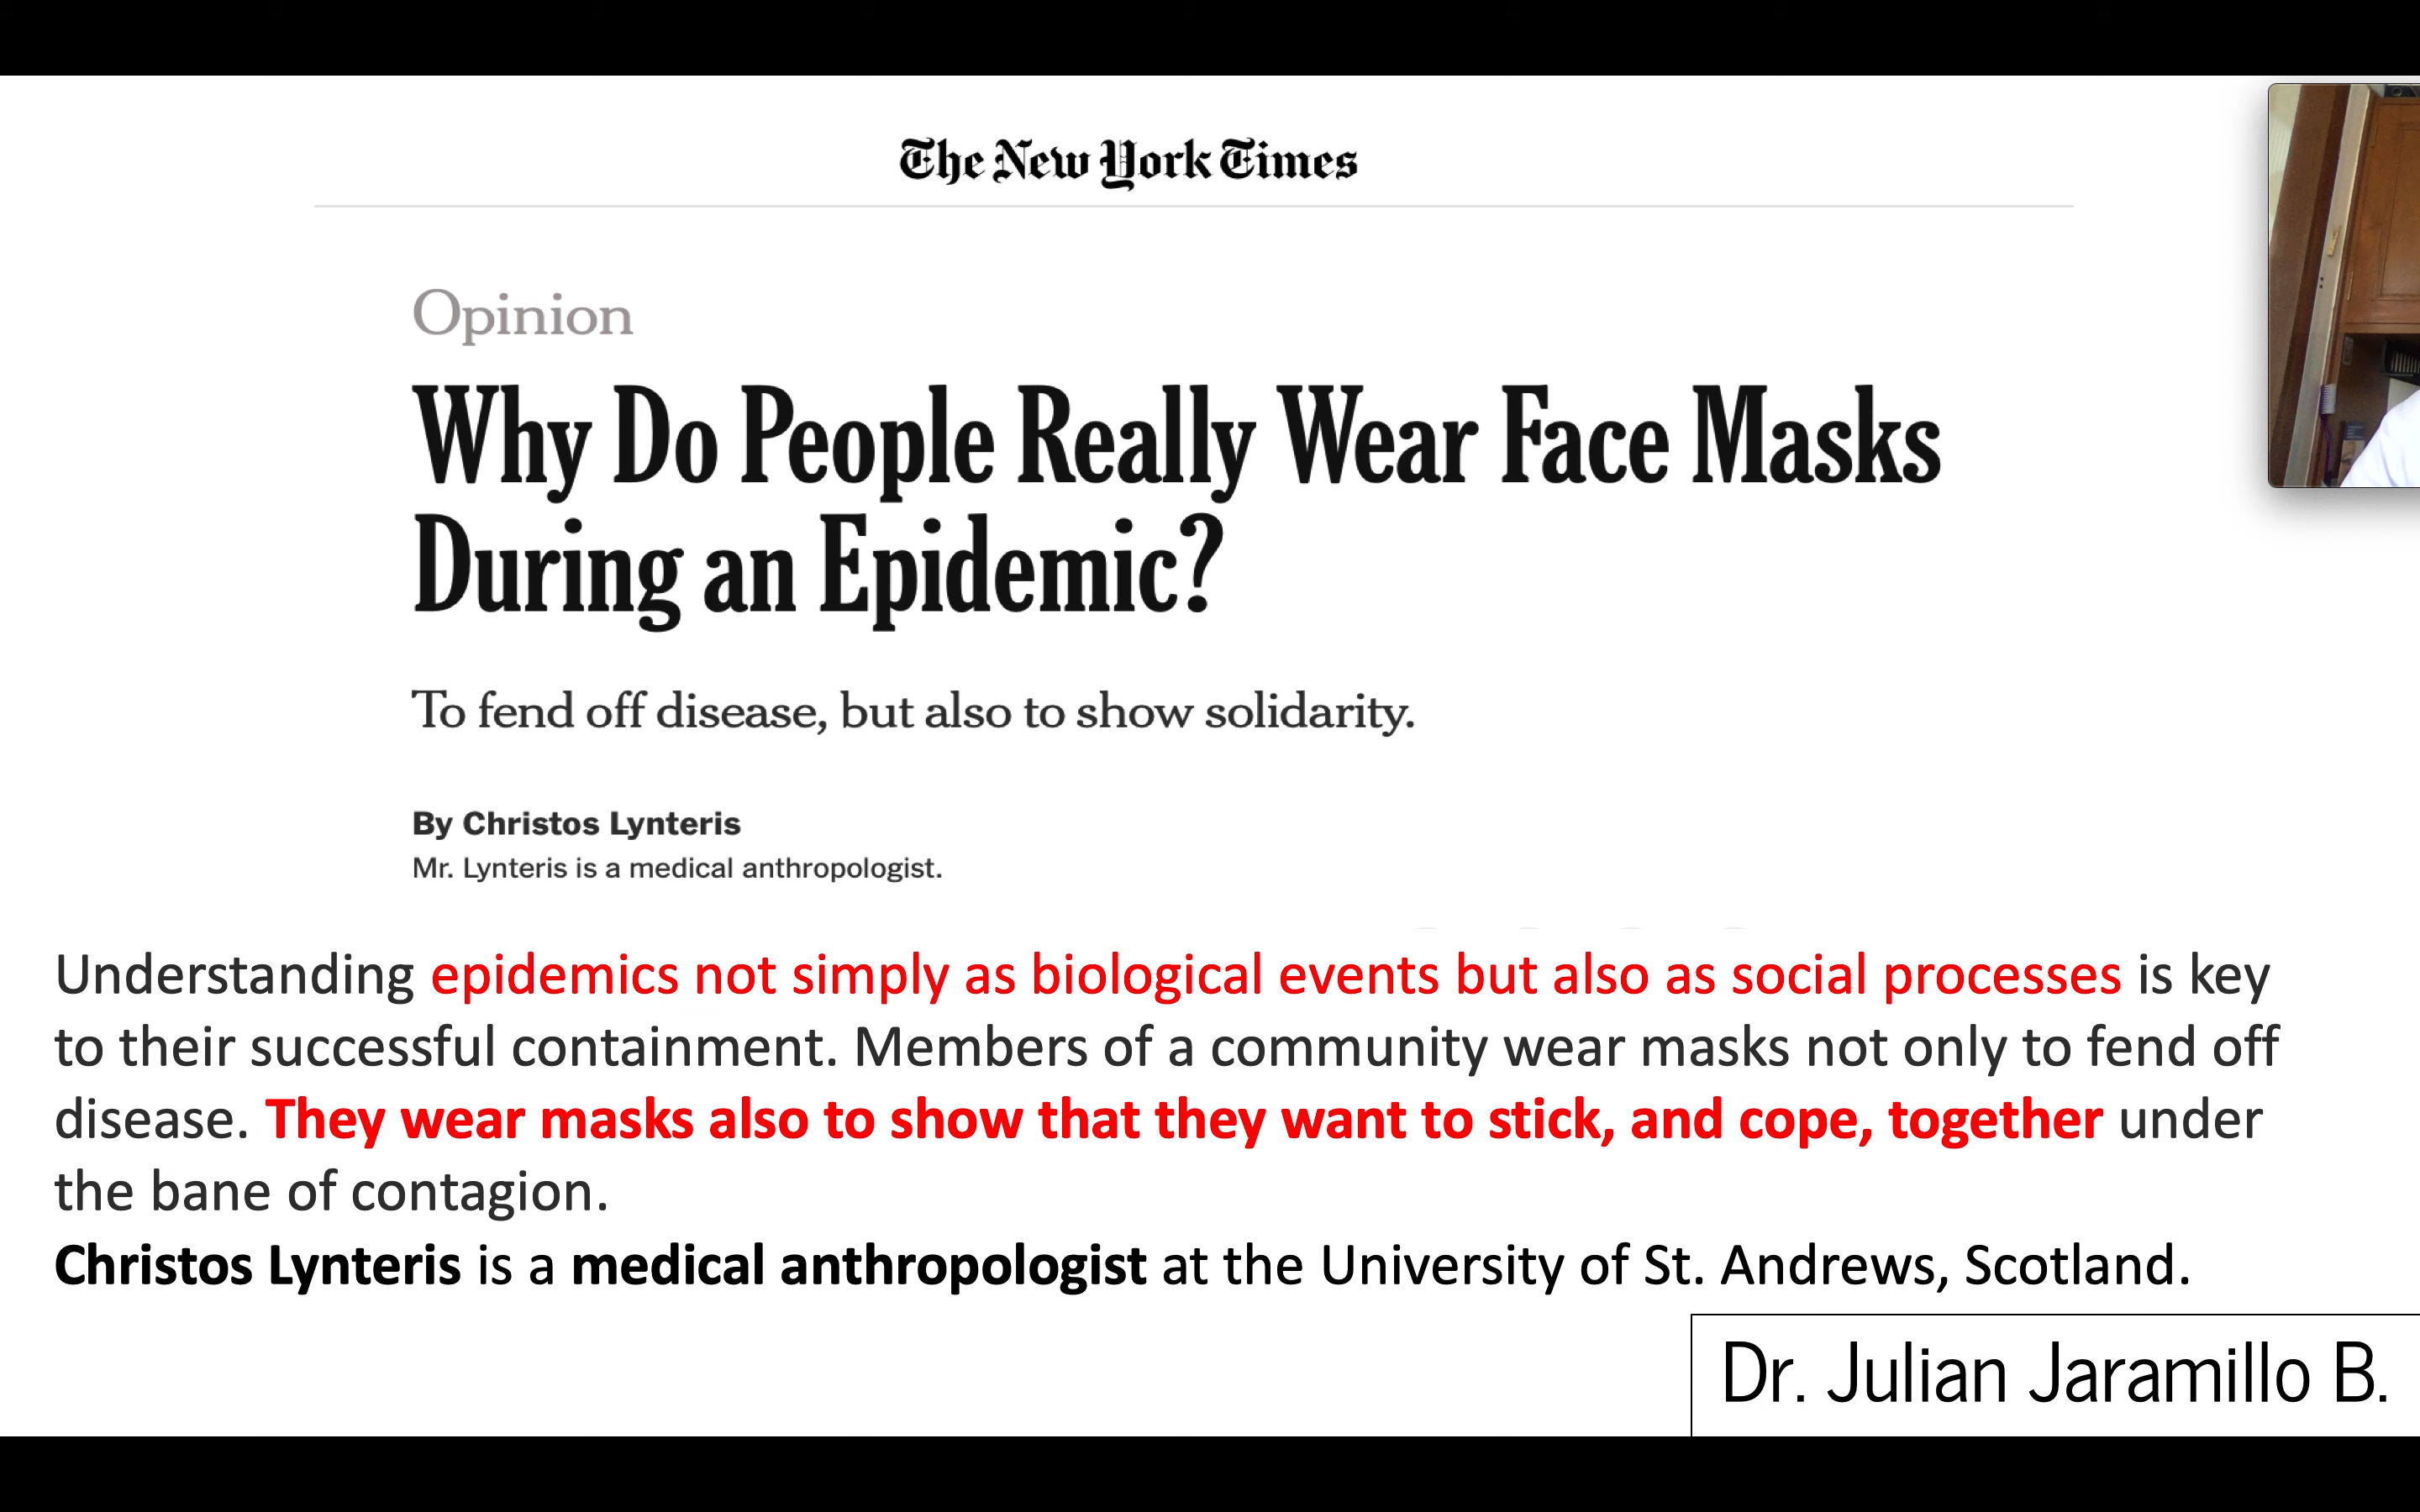 The New York Times
Opinion
Why Do People Really Wear Face Masks
During an Epidemic?
To fend off disease, but also to show solidarity.
By Christos Lynteris
Mr. Lynteris is a medical anthropologist.
Understanding epidemics not simply as biological events but also as social processes is key
to their successful containment. Members of a community wear masks not only to fend off
disease. They wear masks also to show that they want to stick, and cope, together under
the bane of contagion.
Christos Lynteris is a medical anthropologist at the University of St. Andrews, Scotland.
Dr. Julian Jaramillo B.